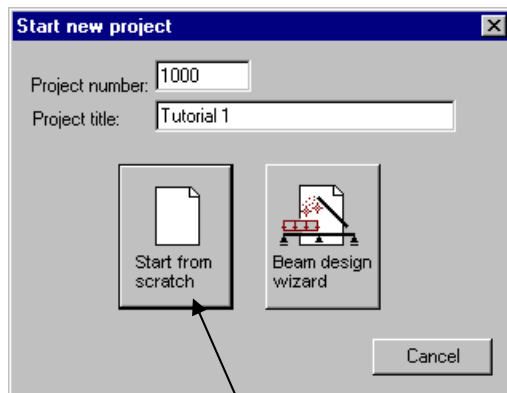 Start new project
Project number: 1000
Project title: Tutorial 1
Start from
scratch
Beam design
wizard
Cancel